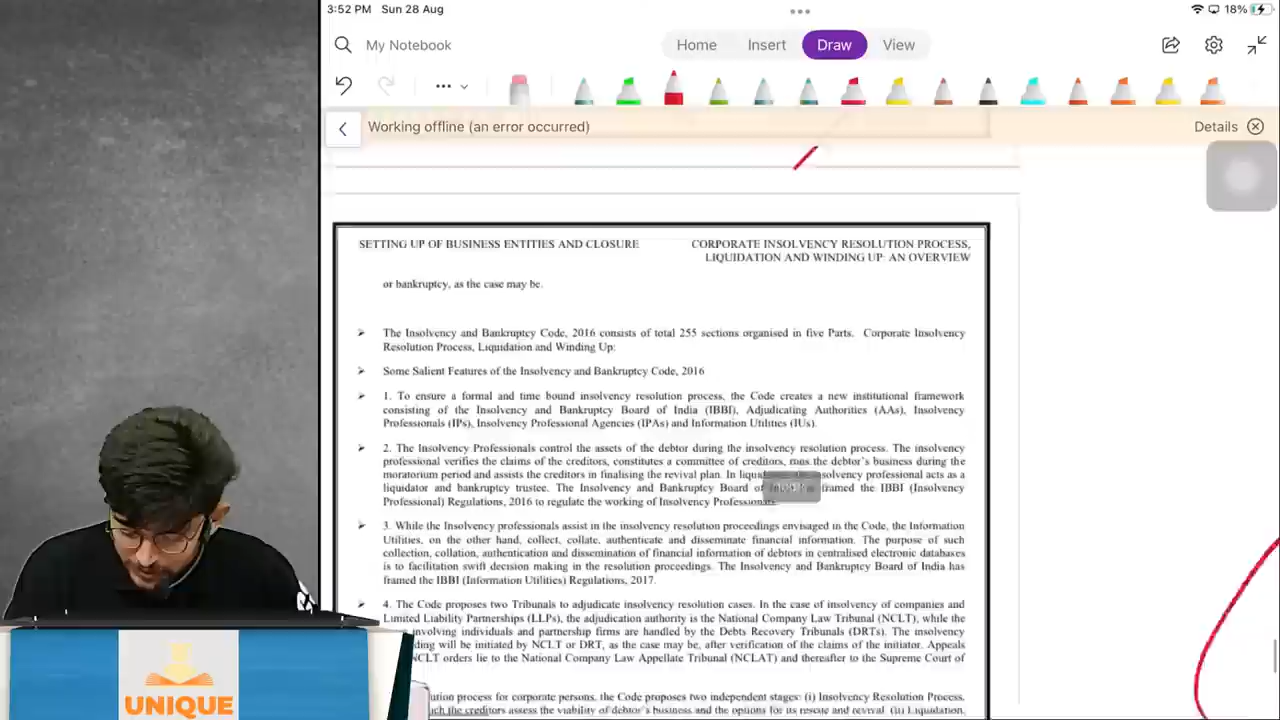 3:52 PM Sun 28 Aug
18%
My Notebook
Home Insert Draw View
Working offline (an error occurred)
Details
SETTING UP OF BUSINESS ENTITIES AND CLOSURE
CORPORATE INSOLVENCY RESOLUTION PROCESS,
LIQUIDATION AND WINDING UP: AN OVERVIEW
or bankruptcy, as the case may be.
The Insolvency and Bankruptcy Code, 2016 consists of total 255 sections organised in five Parts. Corporate Insolvency
Resolution Process, Liquidation and Winding Up:
Some Salient Features of the Insolvency and Bankruptcy Code, 2016
1. To ensure a formal and time bound insolvency resolution process, the Code creates a new institutional framework
consisting of the Insolvency and Bankruptcy Board of India (IBBI), Adjudicating Authorities (AAs), Insolvency
Professionals (IPs), Insolvency Professional Agencies (IPAs) and Information Utilities (IUs).
2. The Insolvency Professionals control the assets of the debtor during the insolvency resolution process. The insolvency
professional verifies the claims of the creditors, constitutes a committee of creditors, runs the debtor's business during the
moratorium period and assists the creditors in finalising the revival plan. In solvency professional acts as a
liquidator and bankruptcy trustee. The Insolvency and Bankruptcy Board of framed the IBBI (Insolvency
Professional) Regulations, 2016 to regulate the working of Insolvency Professionals.
3. While the Insolvency professionals assist in the insolvency resolution proceedings envisaged in the Code, the Information
Utilities, on the other hand, collect, collate, authenticate and disseminate financial information. The purpose of such
collection, collation, authentication and dissemination of financial information of debtors in centralised electronic databases
is to facilitation swift decision making in the resolution proceedings. The Insolvency and Bankruptcy Board of India has
framed the IBBI (Information Utilities) Regulations, 2017.
4. The Code proposes two Tribunals to adjudicate insolvency resolution cases. In the case of insolvency of companies and
Limited Liability Partnerships (LLPs), the adjudication authority is the National Company Law Tribunal (NCLT), while the
involving individuals and partnership firms are handled by the Debts Recovery Tribunals (DRTs). The insolvency
ding will be initiated by NCLT or DRT, as the case may be, after verification of the claims of the initiator. Appeals
NCLT orders lie to the National Company Law Appellate Tribunal (NCLAT) and thereafter to the Supreme Court of
ution process for corporate persons, the Code proposes two independent stages: (i) Insolvency Resolution Process,
ich the creditors assess the viability of debtor's business and the options for its rescue and revival. (ii) Liquidation,
UNIQUE